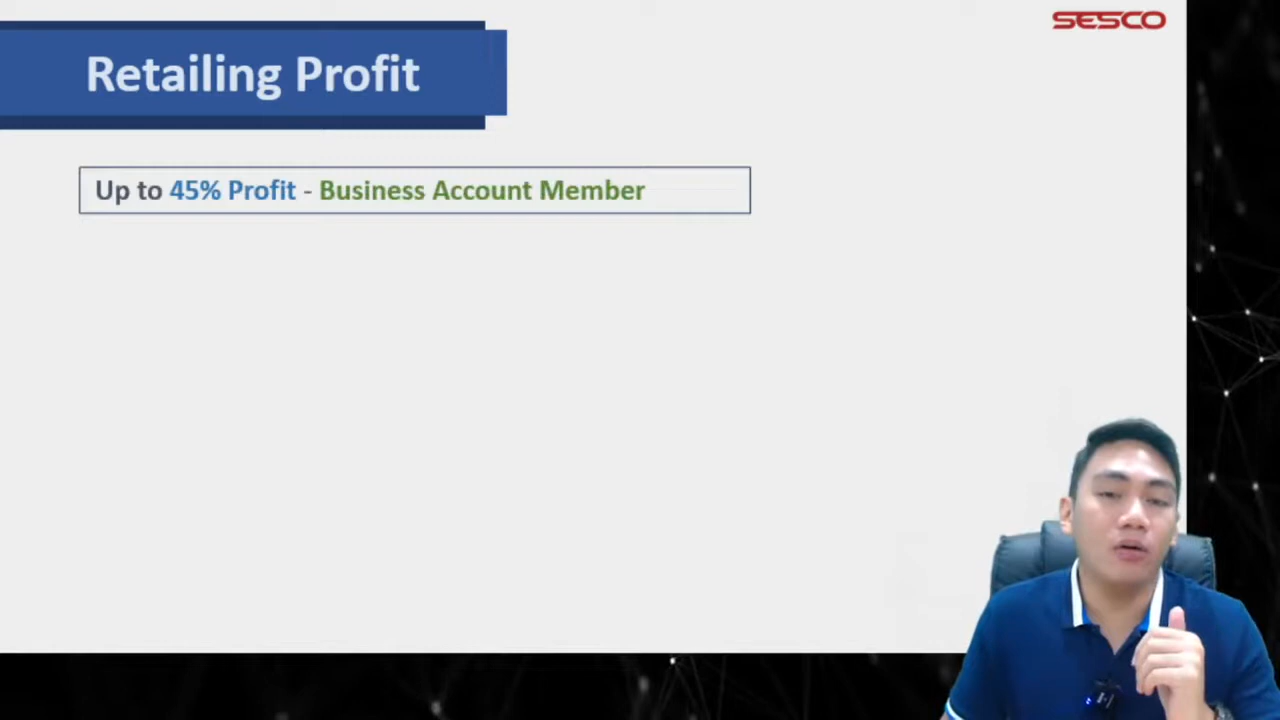 SESCO
Retailing Profit
Up to 45% Profit - Business Account Member